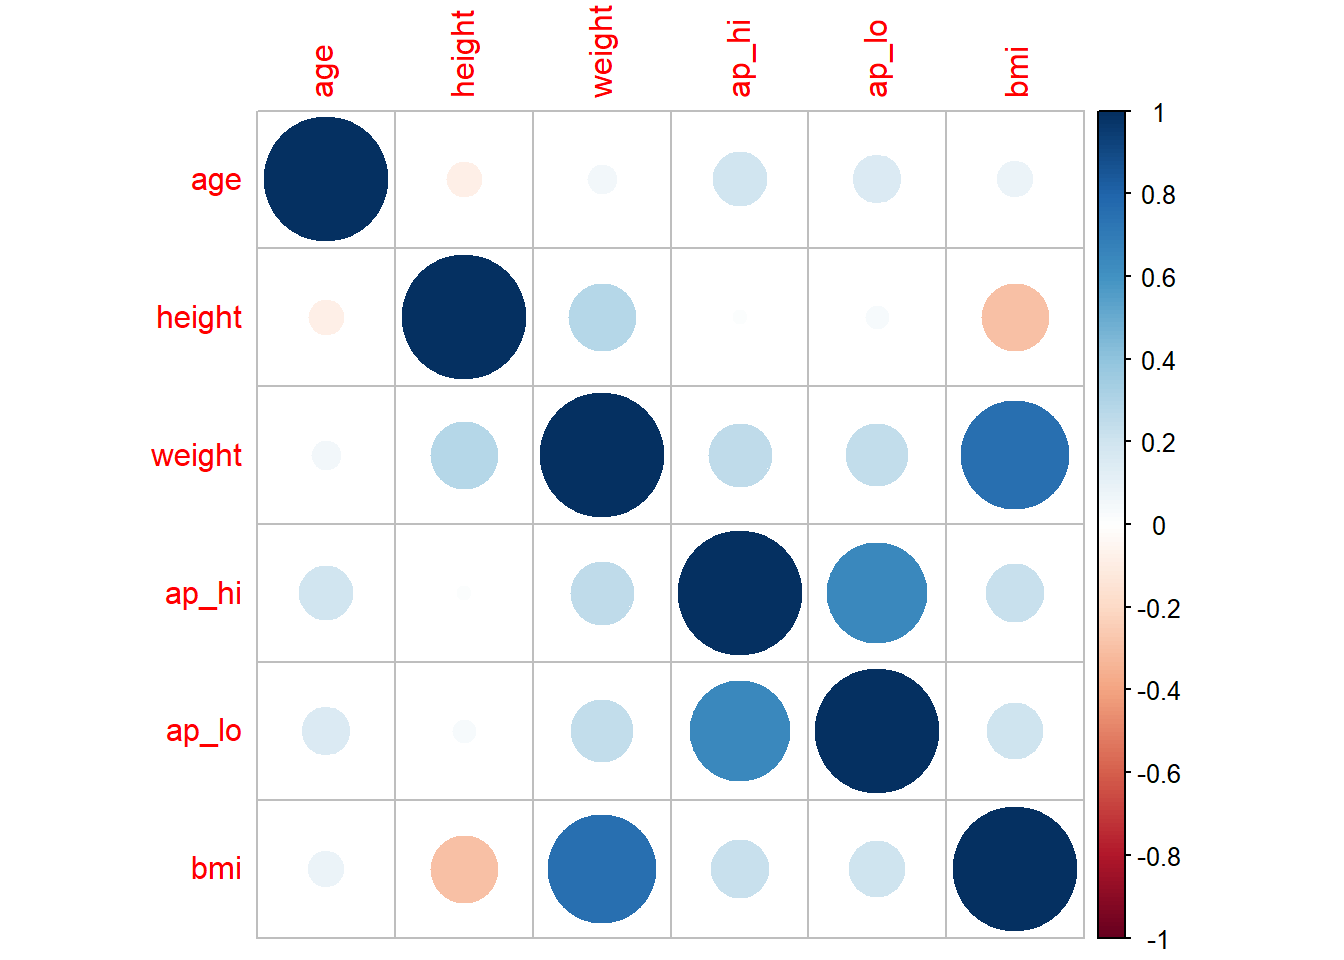 age
height
weight
ap_hi
ap_lo
bmi
age
height
weight
ap_hi
ap_lo
bmi
1
0.8
0.6
0.4
0.2
0
-0.2
-0.4
-0.6
-0.8
-1